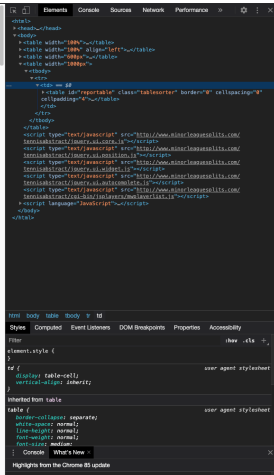 Elements Console Sources Network Performance »
<html>
▸ <head>…</head>
▾ <body>
▸ <table width="100%">…</table>
▸ <table width="100%" align="left">…</table>
▸ <table width="600px">…</table>
▾ <table width="1000px">
▾ <tbody>
▾ <tr>
▾ <td> == $0
▸ <table id="reportable" class="tablesorter" border="0" cellspacing="0"
cellpadding="4">…</table>
</td>
</tr>
</tbody>
</table>
<script type="text/javascript" src="http://www.minorleaguesplits.com/
tennisabstract/jquery.ui.core.js"></script>
<script type="text/javascript" src="http://www.minorleaguesplits.com/
tennisabstract/jquery.ui.position.js"></script>
<script type="text/javascript" src="http://www.minorleaguesplits.com/
tennisabstract/jquery.ui.widget.js"></script>
<script type="text/javascript" src="http://www.minorleaguesplits.com/
tennisabstract/jquery.ui.autocomplete.js"></script>
<script type="text/javascript" src="http://www.minorleaguesplits.com/
tennisabstract/cgi-bin/jsplayers/mwplayerlist.js"></script>
▸ <script language="JavaScript">…</script>
</body>
</html>
html body table tbody tr td
Styles Computed Event Listeners DOM Breakpoints Properties Accessibility
Filter :hov .cls +
element.style {
}
td { user agent stylesheet
display: table-cell;
vertical-align: inherit;
}
Inherited from table
table { user agent stylesheet
border-collapse: separate;
white-space: normal;
line-height: normal;
font-weight: normal;
font-size: medium;
Console What's New ×
Highlights from the Chrome 85 update